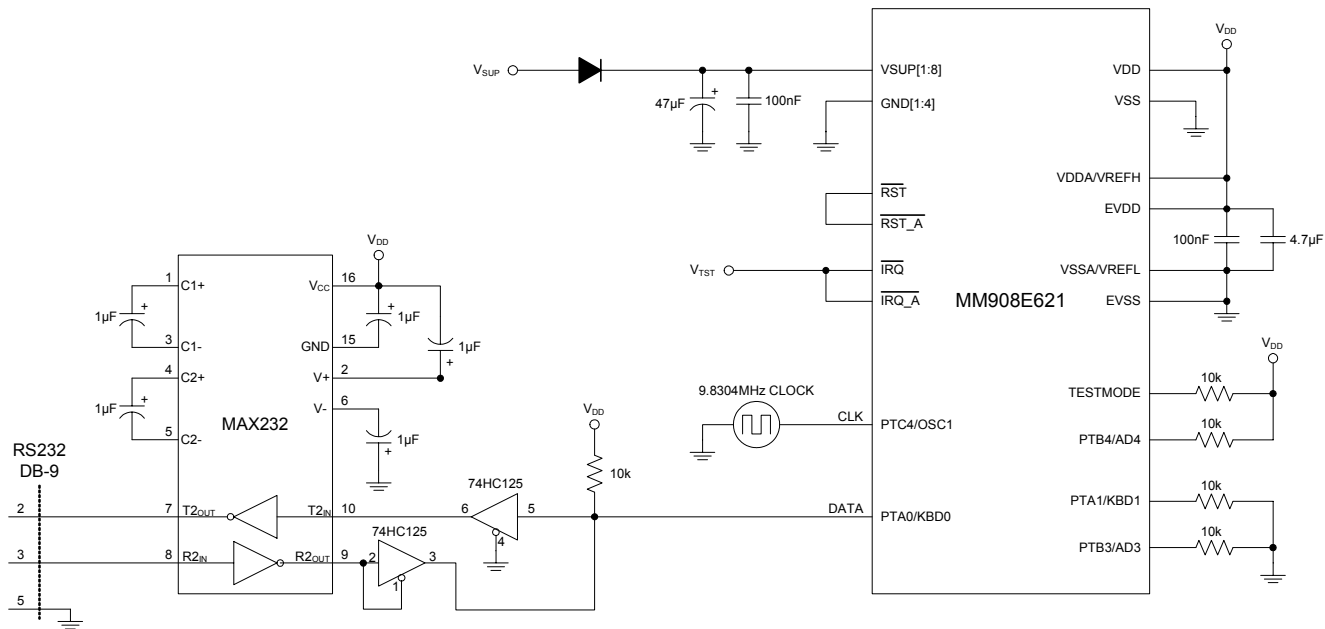 VDD
VSUP
VSUP[1:8]
VDD
47µF
+
100nF
GND[1:4]
VSS
VDDA/VREFH
RST
EVDD
RST_A
100nF
4.7µF
VDD
VTST
IRQ
VSSA/VREFL
IRQ_A
MM908E621
EVSS
1
C1+
VCC
16
+
1µF
+
1µF
3
C1-
GND
15
1µF
+
VDD
4
C2+
V+
2
10k
9.8304MHz CLOCK
TESTMODE
+
1µF
V-
6
CLK
PTC4/OSC1
10k
5
C2-
MAX232
1µF
+
VDD
PTB4/AD4
RS232
DB-9
10k
10k
74HC125
PTA1/KBD1
2
7
T2OUT
T2IN
10
6
5
DATA
PTA0/KBD0
4
10k
74HC125
PTB3/AD3
3
8
R2IN
R2OUT
9
2
3
1
5